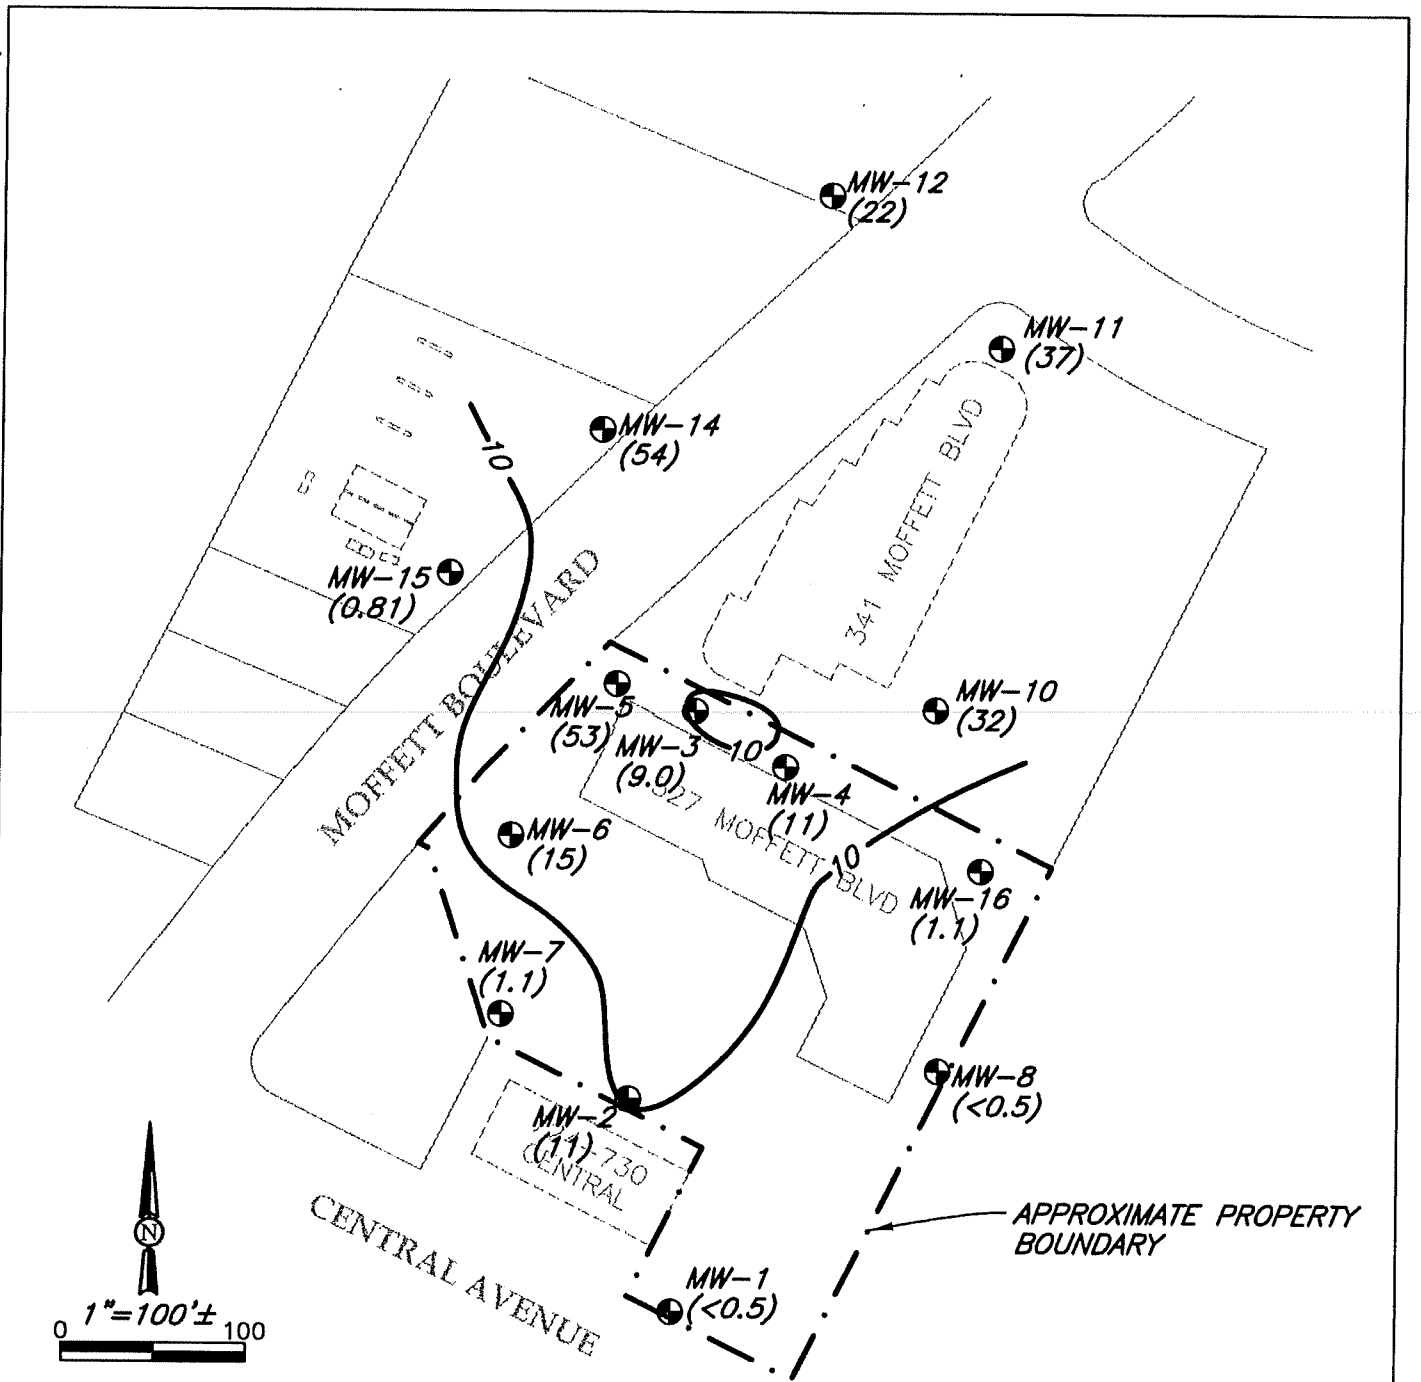 MW-12
(22)
MW-11
(37)
MW-14
(54)
10
341 MOFFETT BLVD
MW-15
(0.81)
MOFFETT BOULEVARD
MW-5
(53)
MW-3
(9.0)
10
MW-10
(32)
MW-4
(11)
327 MOFFETT BLVD
10
MW-6
(15)
MW-16
(1.1)
MW-7
(1.1)
MW-8
(<0.5)
MW-2
(11)
-730
CENTRAL
CENTRAL AVENUE
APPROXIMATE PROPERTY
BOUNDARY
MW-1
(<0.5)
N
1"=100'±
0 100